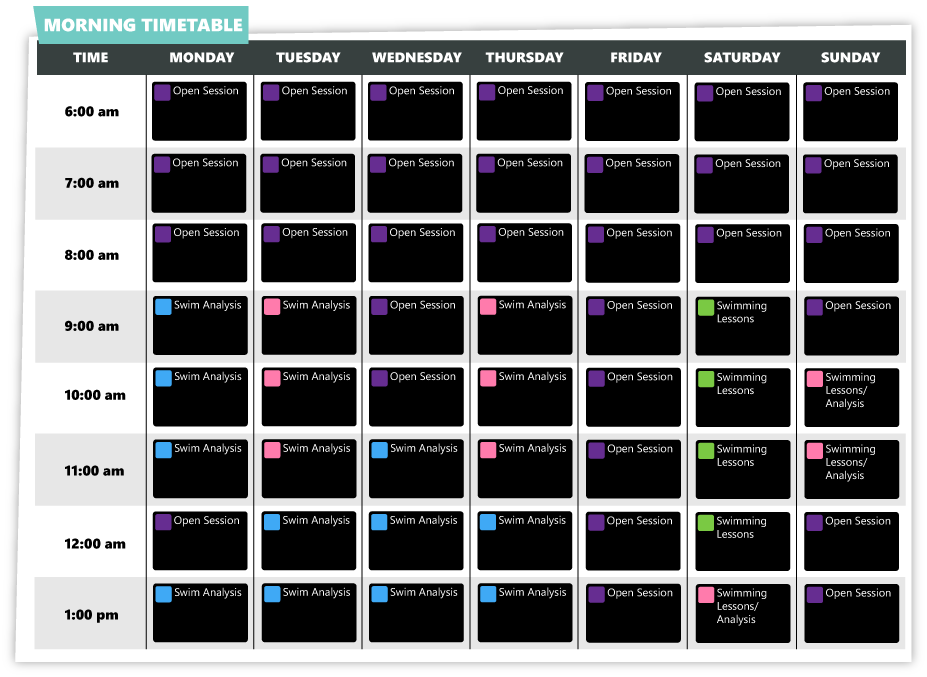 MORNING TIMETABLE
TIME MONDAY TUESDAY WEDNESDAY THURSDAY FRIDAY SATURDAY SUNDAY
6:00 am Open Session Open Session Open Session Open Session Open Session Open Session Open Session
7:00 am Open Session Open Session Open Session Open Session Open Session Open Session Open Session
8:00 am Open Session Open Session Open Session Open Session Open Session Open Session Open Session
9:00 am Swim Analysis Swim Analysis Open Session Swim Analysis Open Session Swimming Lessons Open Session
10:00 am Swim Analysis Swim Analysis Open Session Swim Analysis Open Session Swimming Lessons Swimming Lessons/ Analysis
11:00 am Swim Analysis Swim Analysis Swim Analysis Swim Analysis Open Session Swimming Lessons Swimming Lessons/ Analysis
12:00 am Open Session Swim Analysis Swim Analysis Swim Analysis Open Session Swimming Lessons Open Session
1:00 pm Swim Analysis Swim Analysis Swim Analysis Swim Analysis Open Session Swimming Lessons/ Analysis Open Session